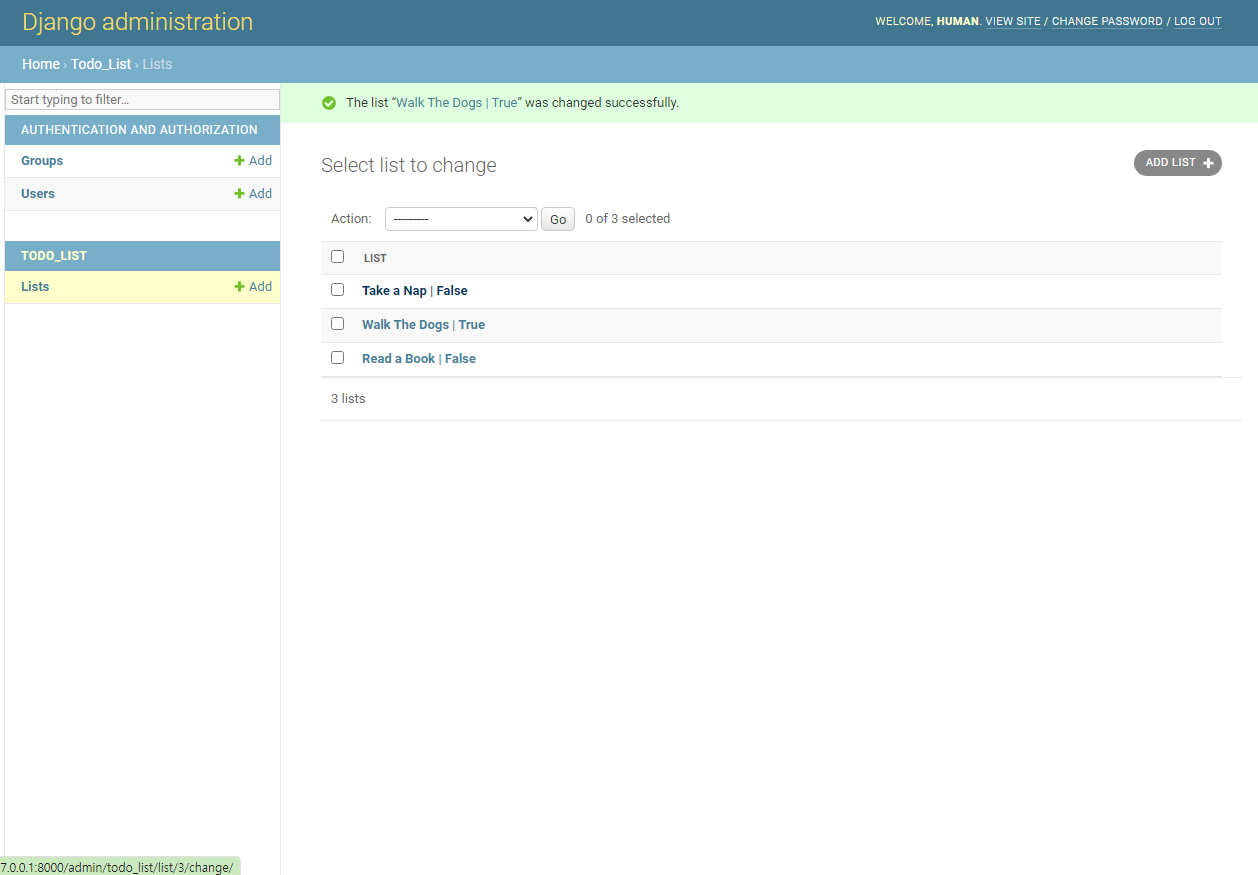 Django administration
WELCOME, HUMAN. VIEW SITE / CHANGE PASSWORD / LOG OUT
Home › Todo_List › Lists
Start typing to filter...
AUTHENTICATION AND AUTHORIZATION
Groups + Add
Users + Add
TODO_LIST
Lists + Add
The list “Walk The Dogs | True” was changed successfully.
Select list to change
ADD LIST +
Action: --------- Go 0 of 3 selected
LIST
Take a Nap | False
Walk The Dogs | True
Read a Book | False
3 lists
7.0.0.1:8000/admin/todo_list/list/3/change/